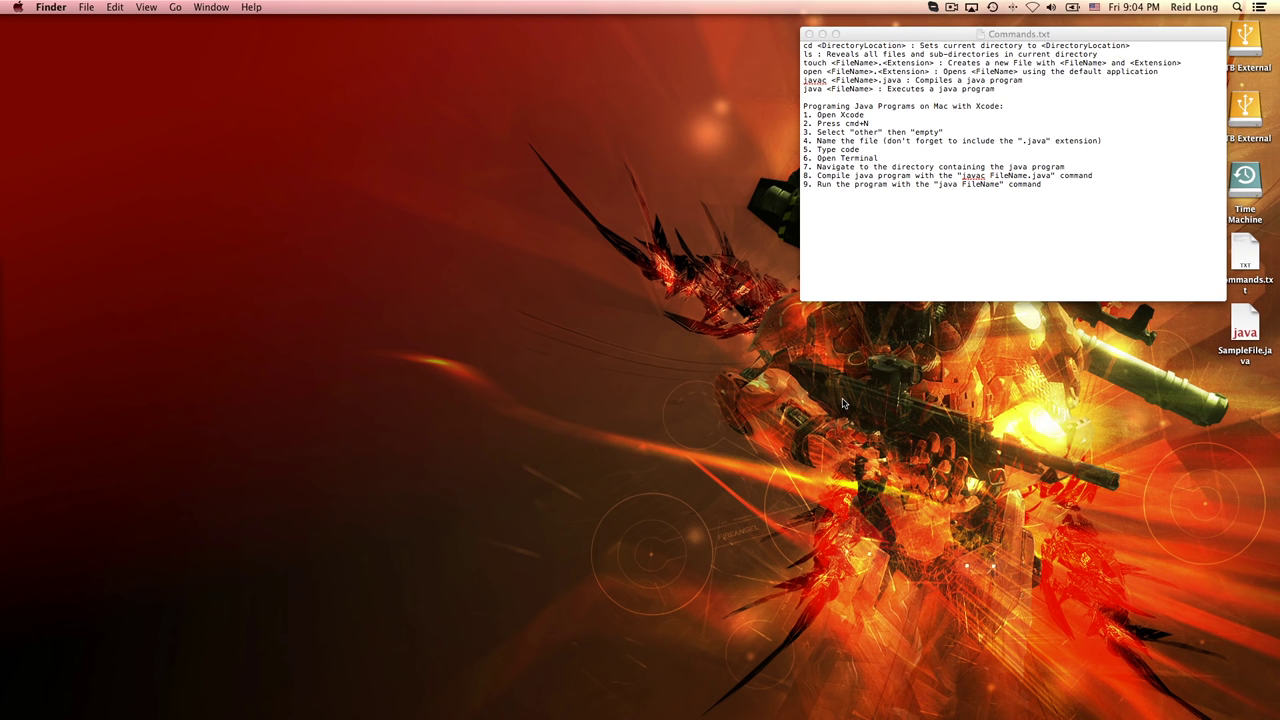 Finder File Edit View Go Window Help Fri 9:04 PM Reid Long
Commands.txt
cd <DirectoryLocation> : Sets current directory to <DirectoryLocation>
ls : Reveals all files and sub-directories in current directory
touch <FileName>.<Extension> : Creates a new File with <FileName> and <Extension>
open <FileName>.<Extension> : Opens <FileName> using the default application
javac <FileName>.java : Compiles a java program
java <FileName> : Executes a java program
Programing Java Programs on Mac with Xcode:
1. Open Xcode
2. Press cmd+N
3. Select "other" then "empty"
4. Name the file (don't forget to include the ".java" extension)
5. Type code
6. Open Terminal
7. Navigate to the directory containing the java program
8. Compile java program with the "javac FileName.java" command
9. Run the program with the "java FileName" command
TB External
TB External
Time
Machine
TXT
ommands.tx
t
java
SampleFile.ja
va